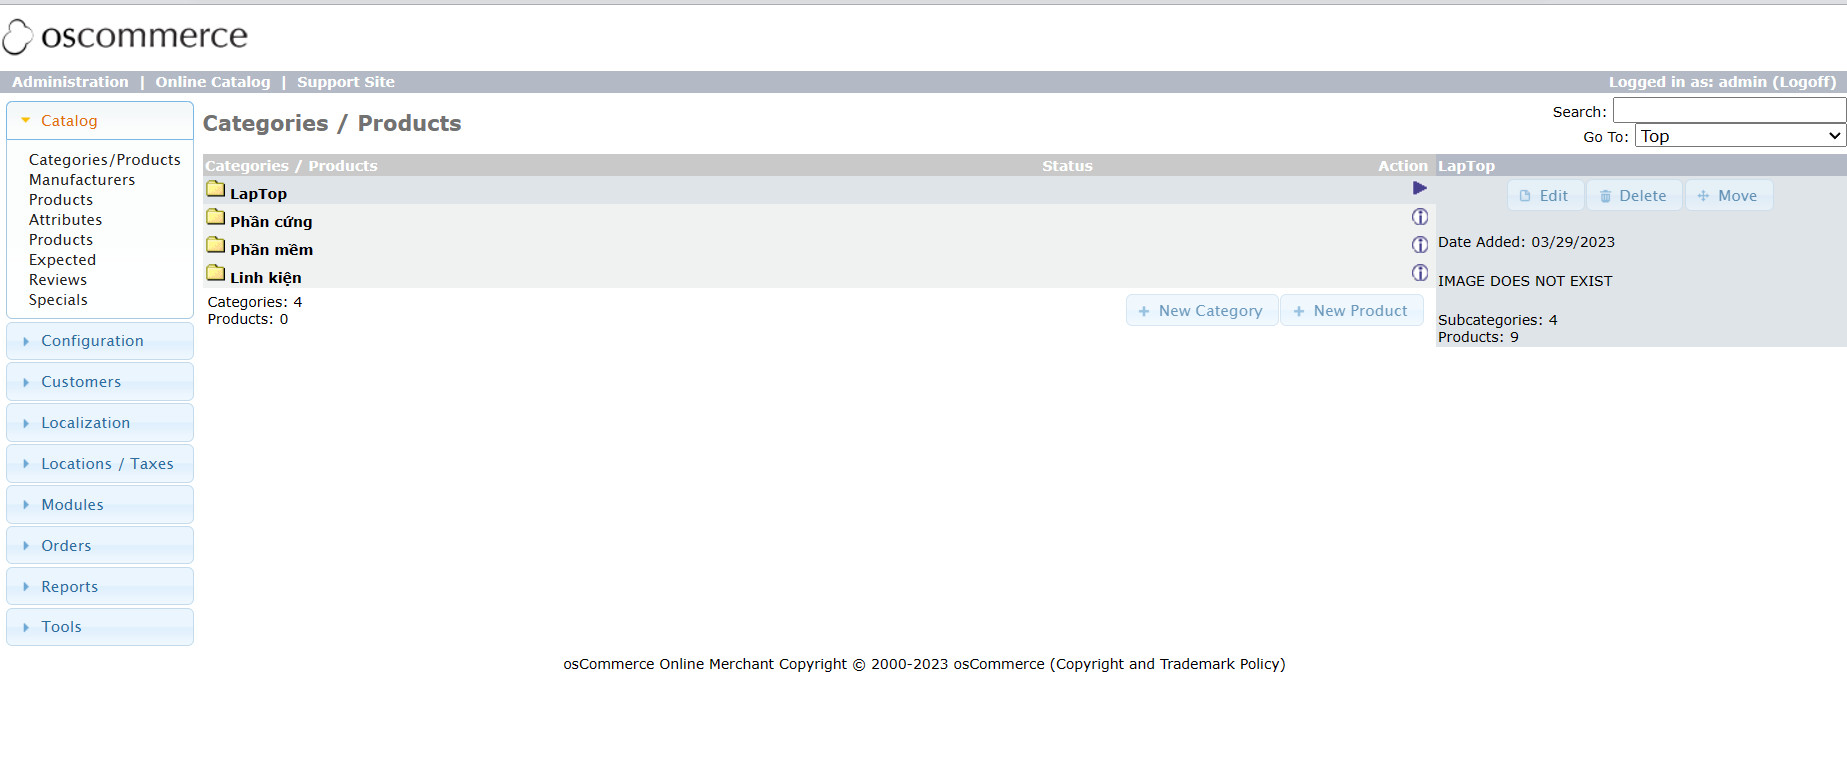 oscommerce
Administration | Online Catalog | Support Site
Logged in as: admin (Logoff)
Catalog
Categories/Products
Manufacturers
Products
Attributes
Products
Expected
Reviews
Specials
Configuration
Customers
Localization
Locations / Taxes
Modules
Orders
Reports
Tools
Categories / Products
Search:
Go To: Top
Categories / Products Status Action
LapTop
Phần cứng
Phần mềm
Linh kiện
Categories: 4
Products: 0
New Category New Product
LapTop
Edit Delete Move
Date Added: 03/29/2023
IMAGE DOES NOT EXIST
Subcategories: 4
Products: 9
osCommerce Online Merchant Copyright © 2000-2023 osCommerce (Copyright and Trademark Policy)